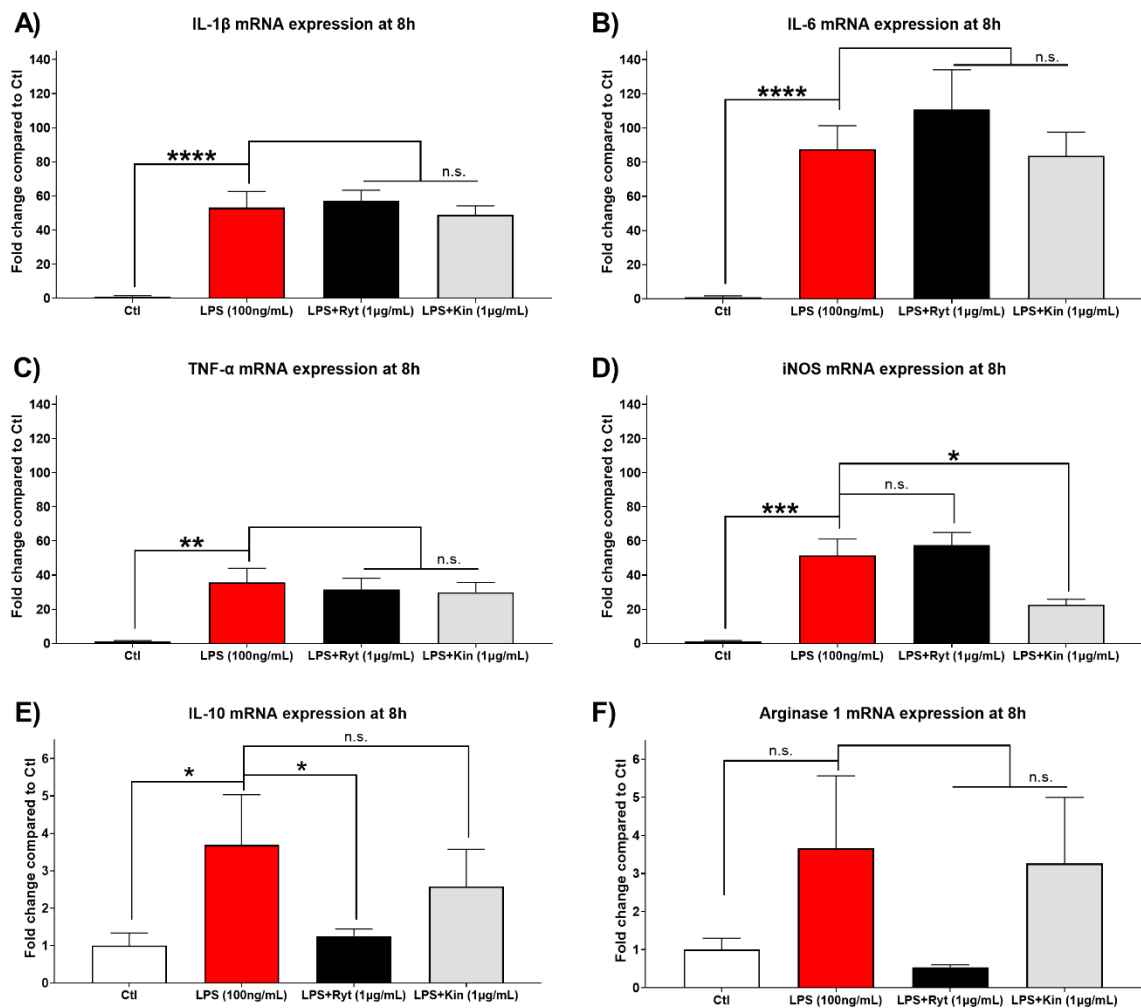 A)
IL-1β mRNA expression at 8h
Fold change compared to Ctl
140
120
100
80
60
40
20
0
****
n.s.
Ctl
LPS (100ng/mL)
LPS+Ryt (1µg/mL)
LPS+Kin (1µg/mL)
B)
IL-6 mRNA expression at 8h
Fold change compared to Ctl
140
120
100
80
60
40
20
0
****
n.s.
Ctl
LPS (100ng/mL)
LPS+Ryt (1µg/mL)
LPS+Kin (1µg/mL)
C)
TNF-α mRNA expression at 8h
Fold change compared to Ctl
140
120
100
80
60
40
20
0
**
n.s.
Ctl
LPS (100ng/mL)
LPS+Ryt (1µg/mL)
LPS+Kin (1µg/mL)
D)
iNOS mRNA expression at 8h
Fold change compared to Ctl
140
120
100
80
60
40
20
0
*
n.s.
***
Ctl
LPS (100ng/mL)
LPS+Ryt (1µg/mL)
LPS+Kin (1µg/mL)
E)
IL-10 mRNA expression at 8h
Fold change compared to Ctl
6
5
4
3
2
1
0
n.s.
*
*
Ctl
LPS (100ng/mL)
LPS+Ryt (1µg/mL)
LPS+Kin (1µg/mL)
F)
Arginase 1 mRNA expression at 8h
Fold change compared to Ctl
6
5
4
3
2
1
0
n.s.
n.s.
Ctl
LPS (100ng/mL)
LPS+Ryt (1µg/mL)
LPS+Kin (1µg/mL)